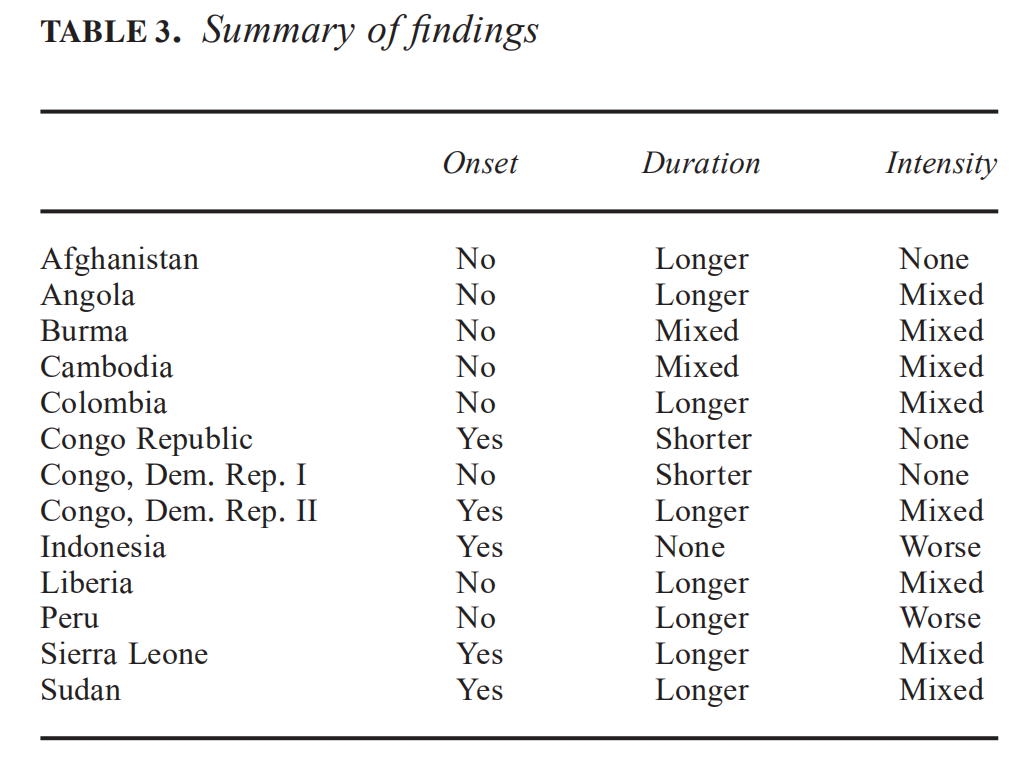 TABLE 3. Summary of findings
Onset Duration Intensity
Afghanistan No Longer None
Angola No Longer Mixed
Burma No Mixed Mixed
Cambodia No Mixed Mixed
Colombia No Longer Mixed
Congo Republic Yes Shorter None
Congo, Dem. Rep. I No Shorter None
Congo, Dem. Rep. II Yes Longer Mixed
Indonesia Yes None Worse
Liberia No Longer Mixed
Peru No Longer Worse
Sierra Leone Yes Longer Mixed
Sudan Yes Longer Mixed